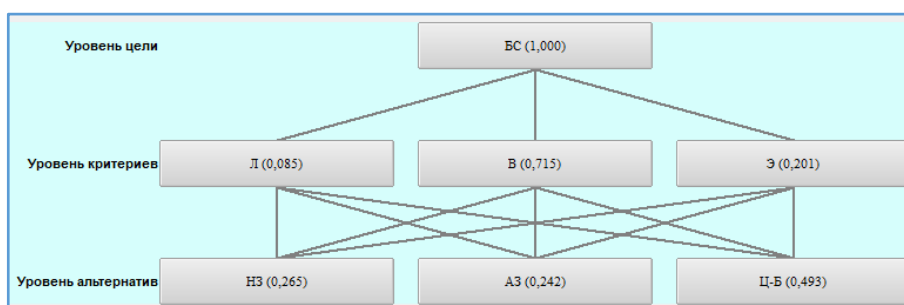 Уровень цели
БС (1,000)
Уровень критериев
Л (0,085)
В (0,715)
Э (0,201)
Уровень альтернатив
НЗ (0,265)
АЗ (0,242)
Ц-Б (0,493)